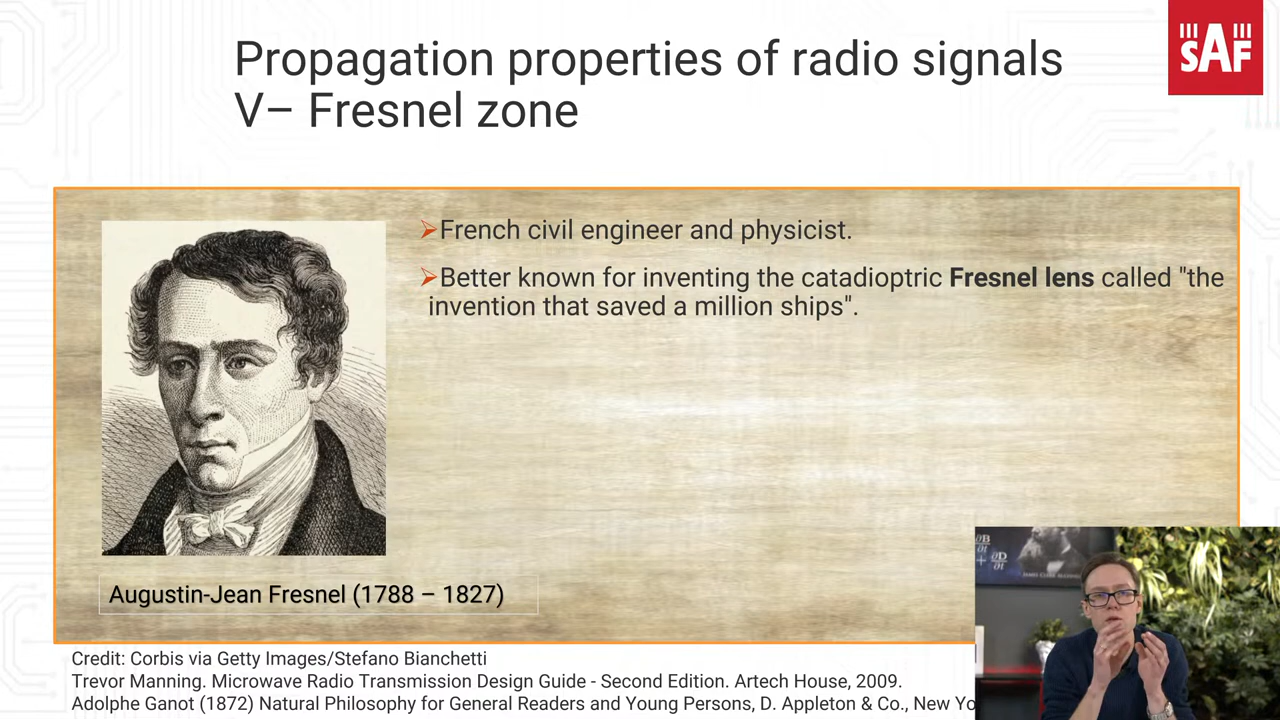 Propagation properties of radio signals
V– Fresnel zone
SAF
➢French civil engineer and physicist.
➢Better known for inventing the catadioptric Fresnel lens called "the
invention that saved a million ships".
Augustin-Jean Fresnel (1788 – 1827)
Credit: Corbis via Getty Images/Stefano Bianchetti
Trevor Manning. Microwave Radio Transmission Design Guide - Second Edition. Artech House, 2009.
Adolphe Ganot (1872) Natural Philosophy for General Readers and Young Persons, D. Appleton & Co., New Yo
∂B
∂t
+ ∂D
∂t